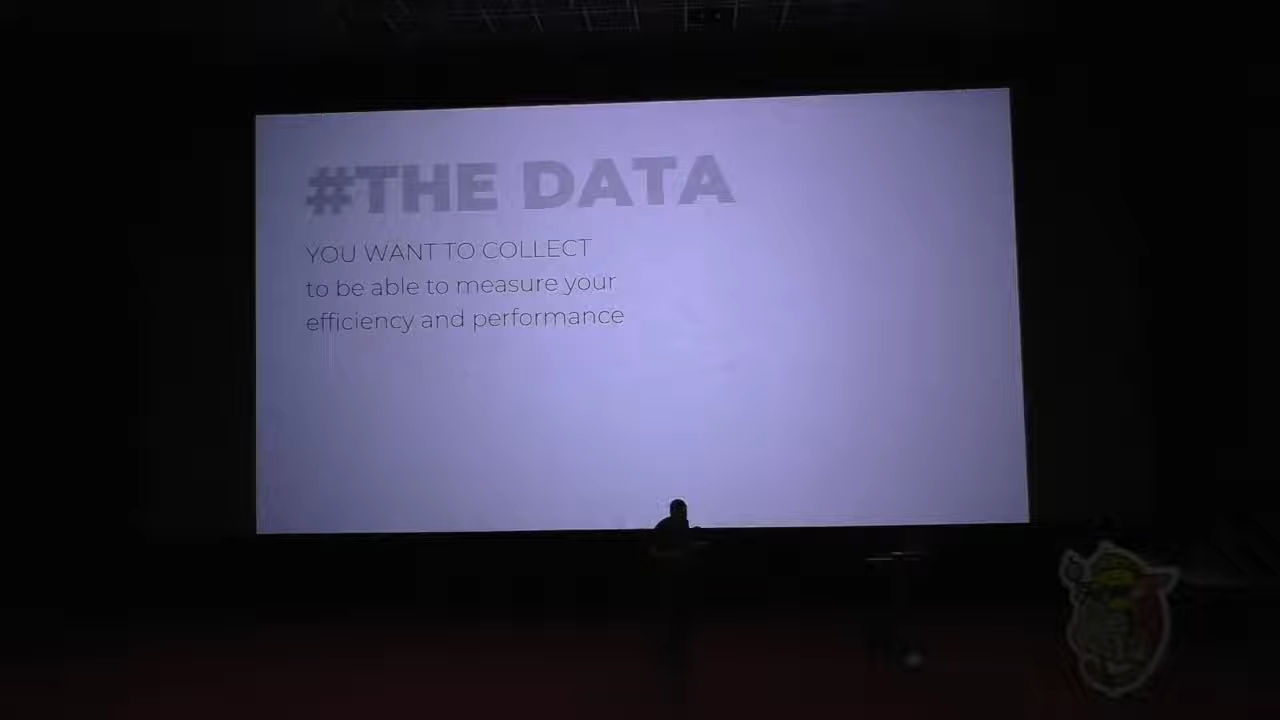 #THE DATA
YOU WANT TO COLLECT
to be able to measure your
efficiency and performance